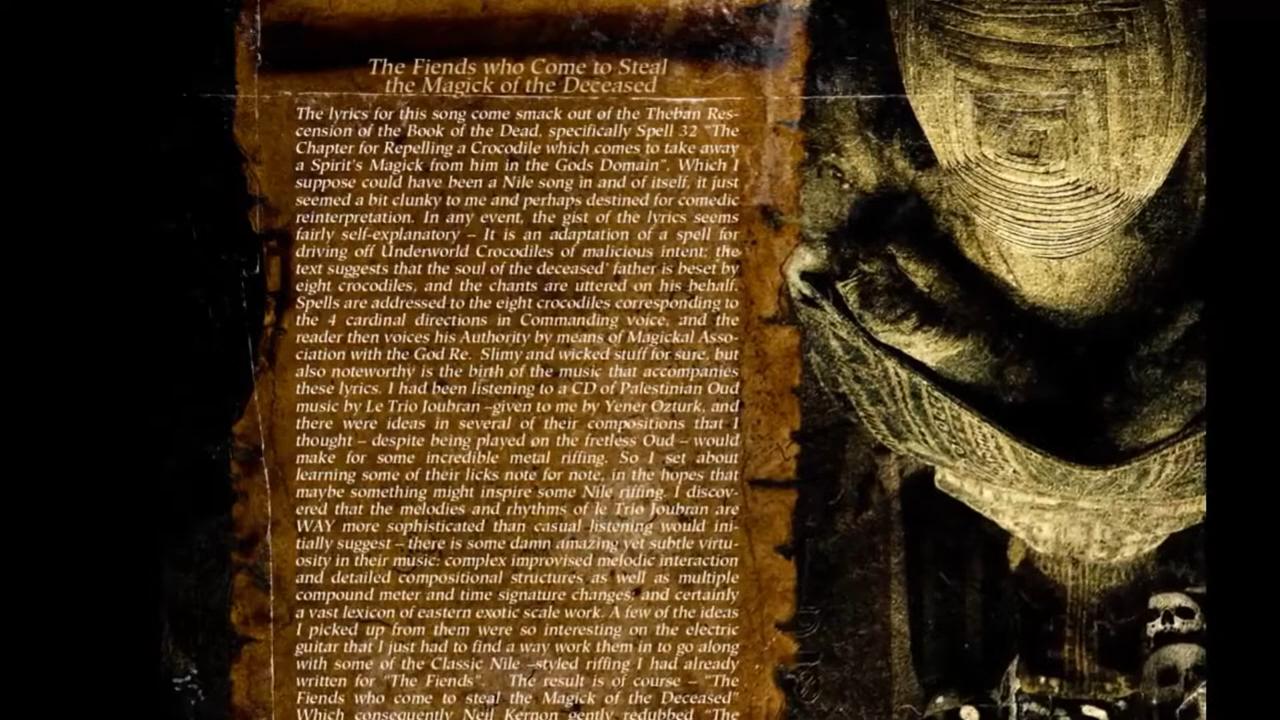 The Fiends who Come to Steal
the Magick of the Deceased
The lyrics for this song come smack out of the Theban Res-
cension of the Book of the Dead, specifically Spell 32 "The
Chapter for Repelling a Crocodile which comes to take away
a Spirit's Magick from him in the Gods Domain". Which I
suppose could have been a Nile song in and of itself, it just
seemed a bit clunky to me and perhaps destined for comedic
reinterpretation. In any event, the gist of the lyrics seems
fairly self-explanatory – It is an adaptation of a spell for
driving off Underworld Crocodiles of malicious intent; the
text suggests that the soul of the deceased' father is beset by
eight crocodiles, and the chants are uttered on his behalf.
Spells are addressed to the eight crocodiles corresponding to
the 4 cardinal directions in Commanding voice, and the
reader then voices his Authority by means of Magickal Asso-
ciation with the God Re. Slimy and wicked stuff for sure, but
also noteworthy is the birth of the music that accompanies
these lyrics. I had been listening to a CD of Palestinian Oud
music by Le Trio Joubran –given to me by Yener Ozturk, and
there were ideas in several of their compositions that I
thought – despite being played on the fretless Oud – would
make for some incredible metal riffing. So I set about
learning some of their licks note for note, in the hopes that
maybe something might inspire some Nile riffing. I discov-
ered that the melodies and rhythms of le Trio Joubran are
WAY more sophisticated than casual listening would ini-
tially suggest – there is some damn amazing yet subtle virtu-
osity in their music; complex improvised melodic interaction
and detailed compositional structures as well as multiple
compound meter and time signature changes; and certainly
a vast lexicon of eastern exotic scale work. A few of the ideas
I picked up from them were so interesting on the electric
guitar that I just had to find a way work them in to go along
with some of the Classic Nile –styled riffing I had already
written for "The Fiends". The result is of course – "The
Fiends who come to steal the Magick of the Deceased"
Which consequently Neil Kernon gently redubbed "The